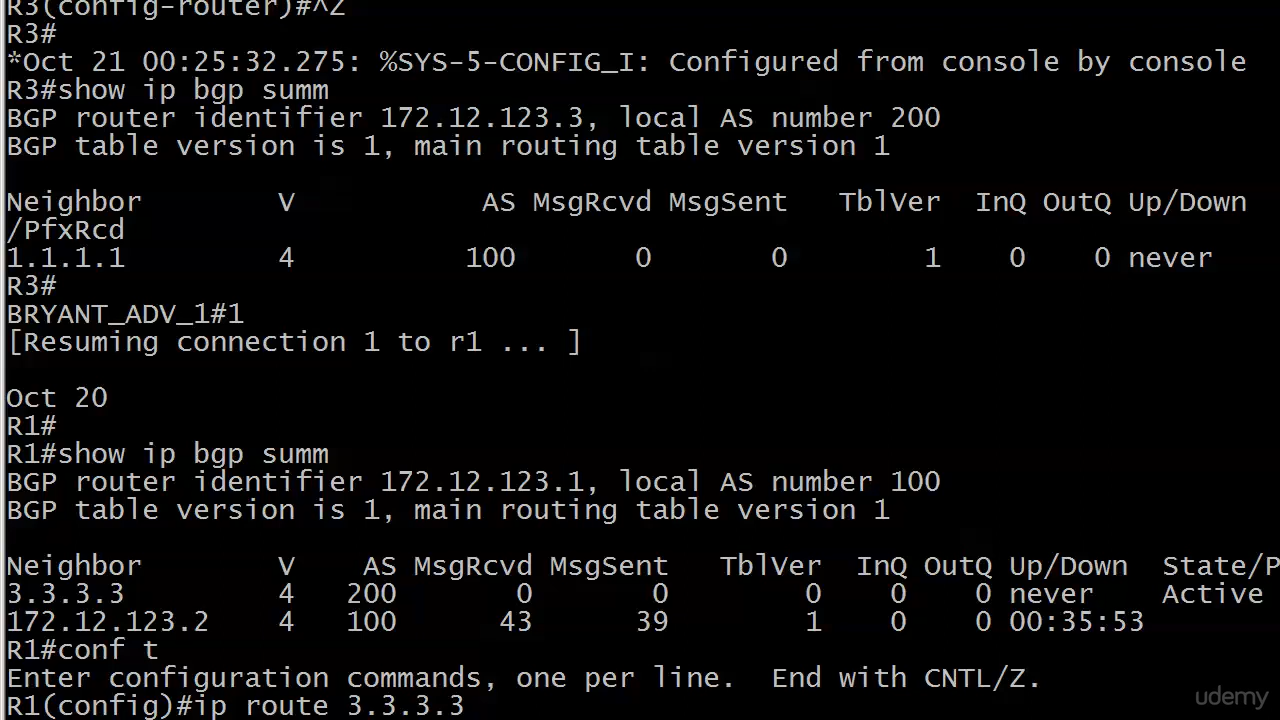 R3(config-router)#^Z
R3#
*Oct 21 00:25:32.275: %SYS-5-CONFIG_I: Configured from console by console
R3#show ip bgp summ
BGP router identifier 172.12.123.3, local AS number 200
BGP table version is 1, main routing table version 1
Neighbor V AS MsgRcvd MsgSent TblVer InQ OutQ Up/Down
/PfxRcd
1.1.1.1 4 100 0 0 1 0 0 never
R3#
BRYANT_ADV_1#1
[Resuming connection 1 to r1 ... ]
Oct 20
R1#
R1#show ip bgp summ
BGP router identifier 172.12.123.1, local AS number 100
BGP table version is 1, main routing table version 1
Neighbor V AS MsgRcvd MsgSent TblVer InQ OutQ Up/Down State/P
3.3.3.3 4 200 0 0 0 0 0 never Active
172.12.123.2 4 100 43 39 1 0 0 00:35:53
R1#conf t
Enter configuration commands, one per line. End with CNTL/Z.
R1(config)#ip route 3.3.3.3
udemy